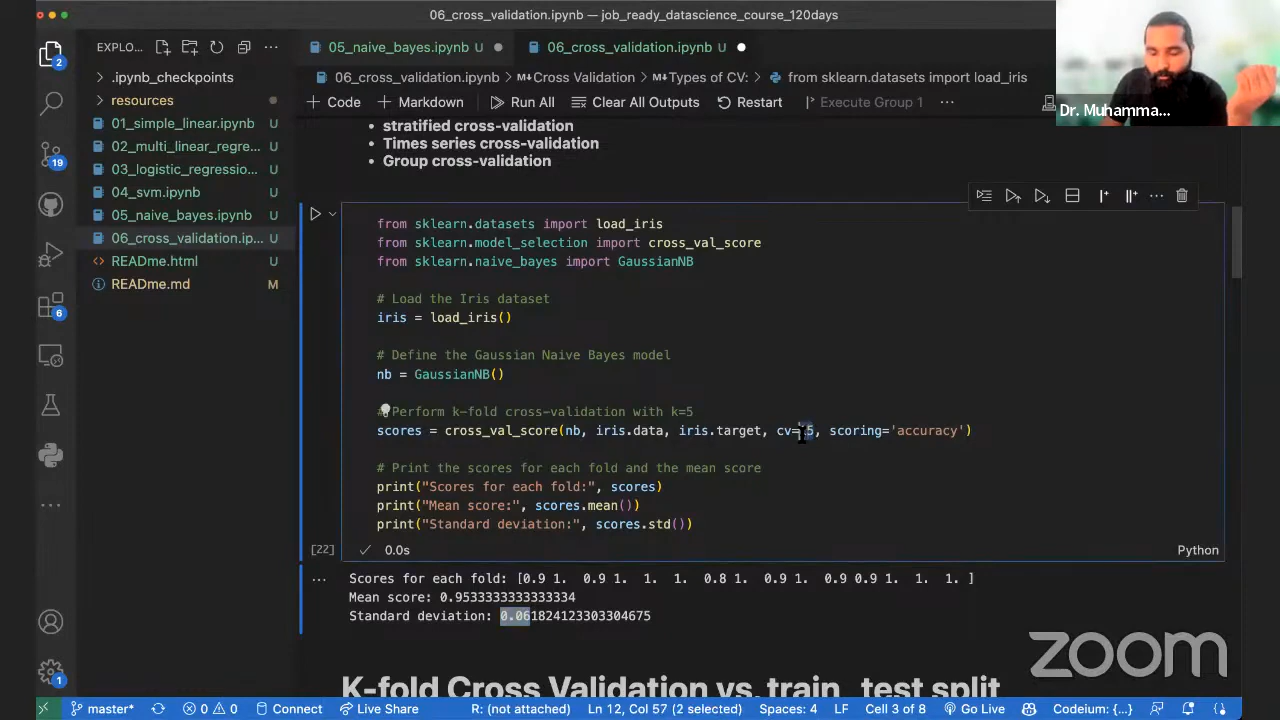 06_cross_validation.ipynb — job_ready_datascience_course_120days
EXPLO...
05_naive_bayes.ipynb U
06_cross_validation.ipynb U
.ipynb_checkpoints
resources
01_simple_linear.ipynb U
02_multi_linear_regre... U
03_logistic_regressio... U
04_svm.ipynb U
05_naive_bayes.ipynb U
06_cross_validation.ip... U
READme.html U
READme.md M
2
19
6
1
06_cross_validation.ipynb > M↓Cross Validation > M↓Types of CV: > from sklearn.datasets import load_iris
+ Code + Markdown Run All Clear All Outputs Restart Execute Group 1 ...
Dr. Muhamma...
• stratified cross-validation
• Times series cross-validation
• Group cross-validation
from sklearn.datasets import load_iris
from sklearn.model_selection import cross_val_score
from sklearn.naive_bayes import GaussianNB
# Load the Iris dataset
iris = load_iris()
# Define the Gaussian Naive Bayes model
nb = GaussianNB()
# Perform k-fold cross-validation with k=5
scores = cross_val_score(nb, iris.data, iris.target, cv=15, scoring='accuracy')
# Print the scores for each fold and the mean score
print("Scores for each fold:", scores)
print("Mean score:", scores.mean())
print("Standard deviation:", scores.std())
[22] ✓ 0.0s Python
... Scores for each fold: [0.9 1. 0.9 1. 1. 1. 0.8 1. 0.9 1. 0.9 0.9 1. 1. 1. ]
Mean score: 0.9533333333333334
Standard deviation: 0.061824123303304675
zoom
K-fold Cross Validation vs. train_test split
master* 0 0 Connect Live Share R: (not attached) Ln 12, Col 57 (2 selected) Spaces: 4 LF Cell 3 of 8 Go Live Codeium: {...}